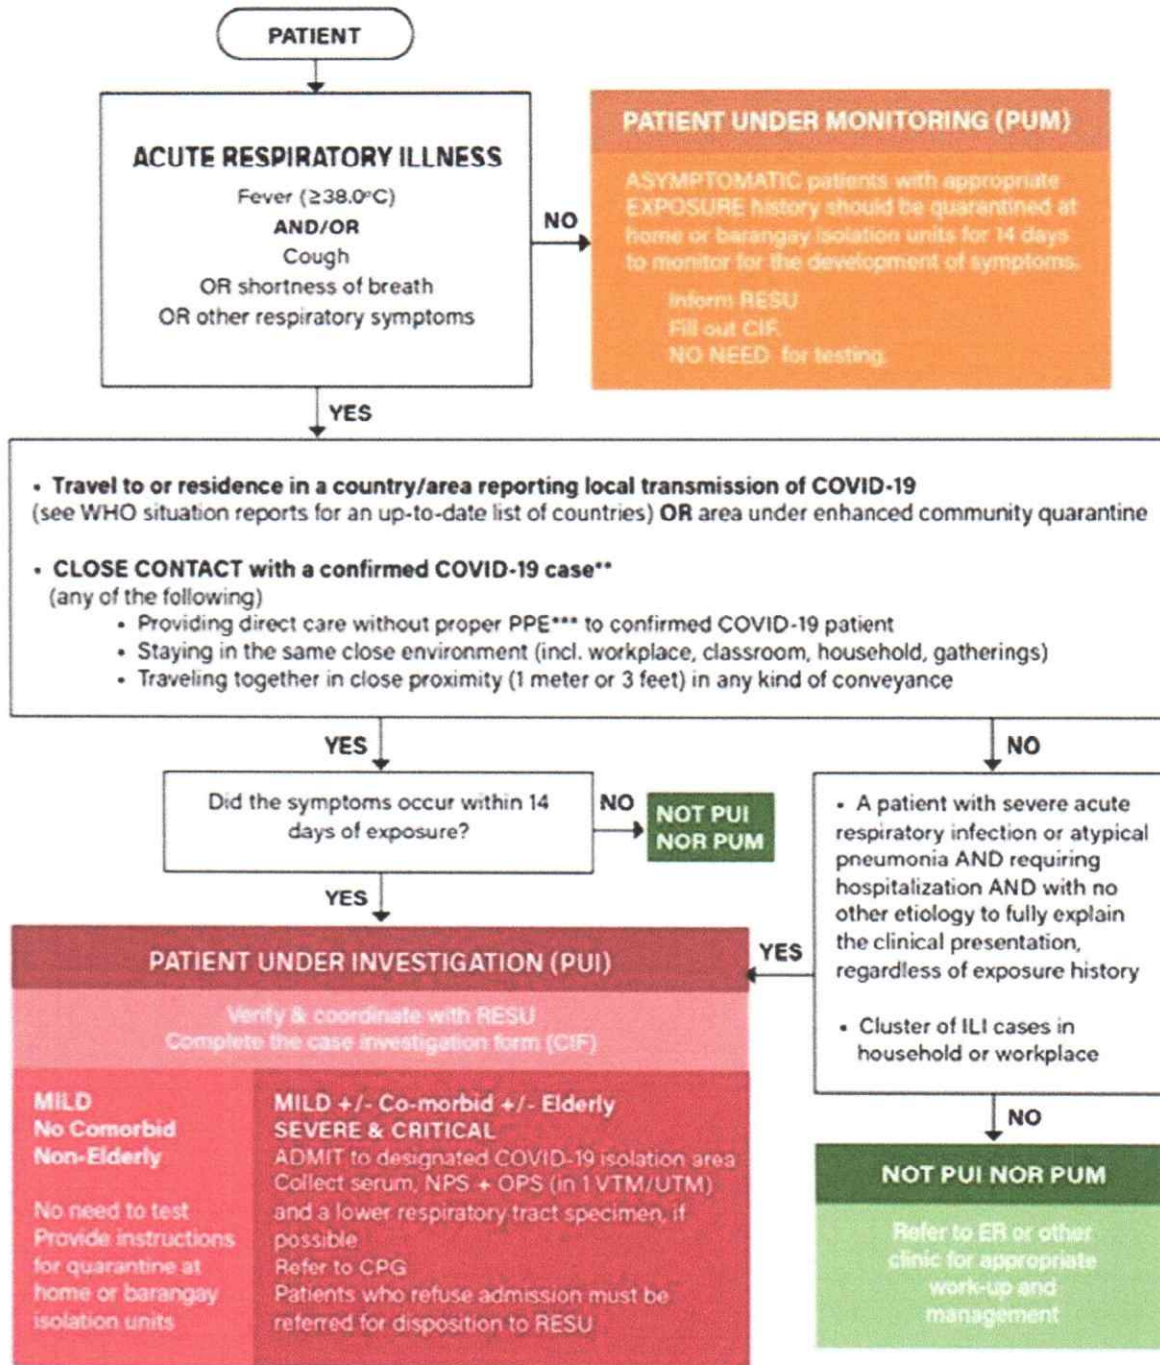 PATIENT
ACUTE RESPIRATORY ILLNESS
Fever (≥38.0°C)
AND/OR
Cough
OR shortness of breath
OR other respiratory symptoms
NO
PATIENT UNDER MONITORING (PUM)
ASYMPTOMATIC patients with appropriate
EXPOSURE history should be quarantined at
home or barangay isolation units for 14 days
to monitor for the development of symptoms.
Inform RESU
Fill out CIF.
NO NEED for testing.
YES
• Travel to or residence in a country/area reporting local transmission of COVID-19
(see WHO situation reports for an up-to-date list of countries) OR area under enhanced community quarantine
• CLOSE CONTACT with a confirmed COVID-19 case**
(any of the following)
• Providing direct care without proper PPE*** to confirmed COVID-19 patient
• Staying in the same close environment (incl. workplace, classroom, household, gatherings)
• Traveling together in close proximity (1 meter or 3 feet) in any kind of conveyance
YES
NO
Did the symptoms occur within 14
days of exposure?
NO
NOT PUI
NOR PUM
YES
• A patient with severe acute
respiratory infection or atypical
pneumonia AND requiring
hospitalization AND with no
other etiology to fully explain
the clinical presentation,
regardless of exposure history
• Cluster of ILI cases in
household or workplace
YES
PATIENT UNDER INVESTIGATION (PUI)
Verify & coordinate with RESU
Complete the case investigation form (CIF)
MILD
No Comorbid
Non-Elderly
No need to test
Provide instructions
for quarantine at
home or barangay
isolation units
MILD +/- Co-morbid +/- Elderly
SEVERE & CRITICAL
ADMIT to designated COVID-19 isolation area
Collect serum, NPS + OPS (in 1 VTM/UTM)
and a lower respiratory tract specimen, if
possible
Refer to CPG
Patients who refuse admission must be
referred for disposition to RESU
NO
NOT PUI NOR PUM
Refer to ER or other
clinic for appropriate
work-up and
management